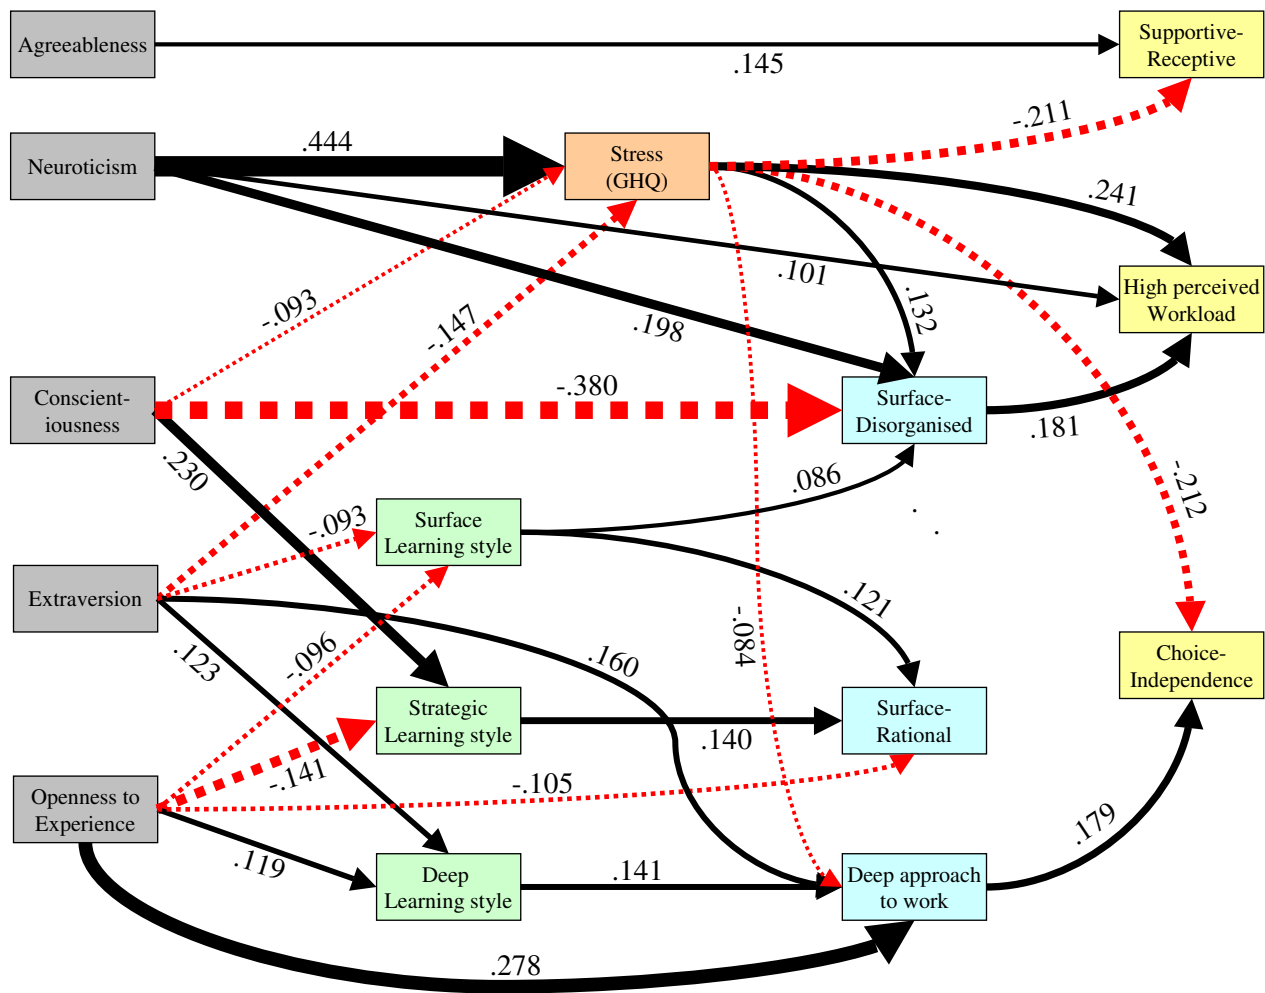 Agreeableness
.145
Supportive-
Receptive
-.211
Neuroticism
.444
Stress
(GHQ)
.241
.101
.132
High perceived
Workload
-.093
-.147
.198
Conscient-
iousness
-.380
Surface-
Disorganised
.181
.230
.086
-.212
-.093
Surface
Learning style
Extraversion
.121
-.096
-.084
.123
.160
Choice-
Independence
Strategic
Learning style
.140
Surface-
Rational
-.141
-.105
Openness to
Experience
.179
.119
Deep
Learning style
.141
Deep approach
to work
.278